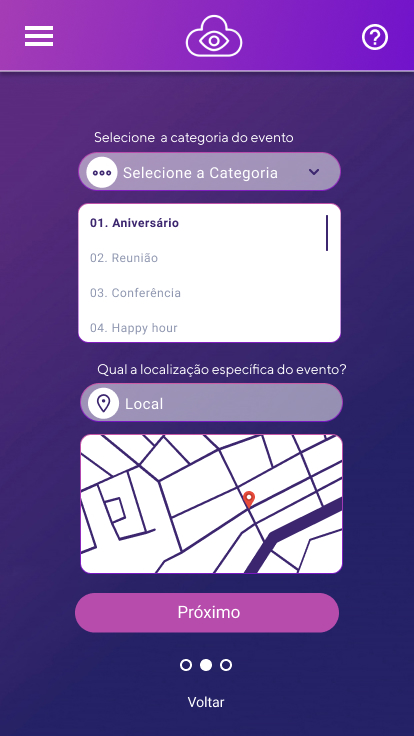 Selecione a categoria do evento
Selecione a Categoria
01. Aniversário
02. Reunião
03. Conferência
04. Happy hour
Qual a localização específica do evento?
Local
Próximo
Voltar